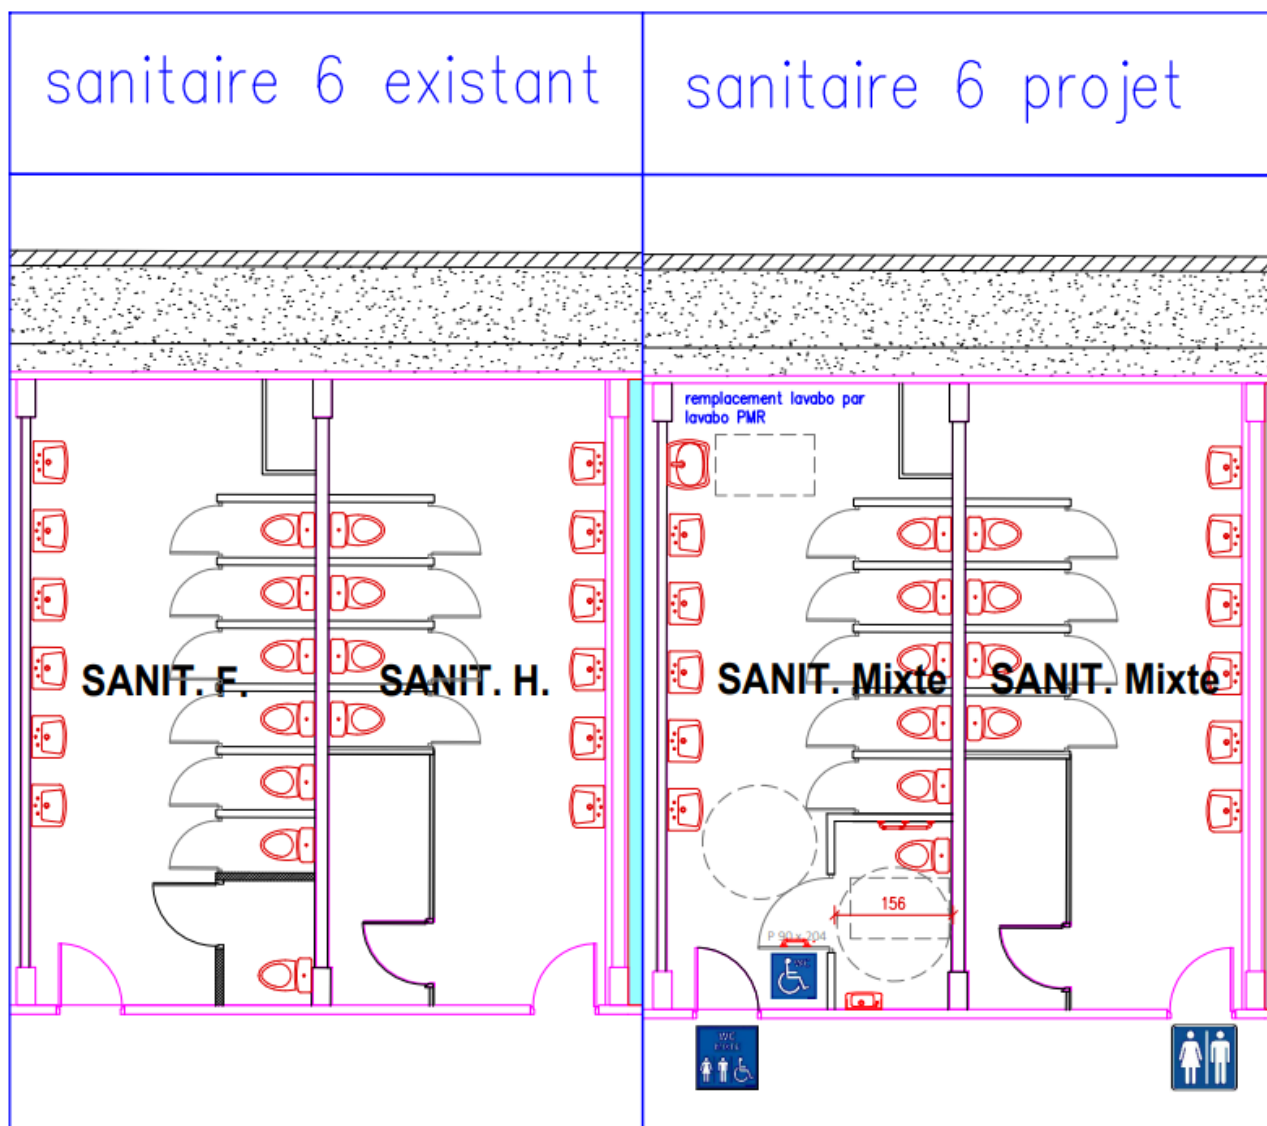 sanitaire 6 existant
sanitaire 6 projet
remplacement lavabo par
lavabo PMR
SANIT. F.
SANIT. H.
SANIT. Mixte
SANIT. Mixte
156
P 90 x 204
WC